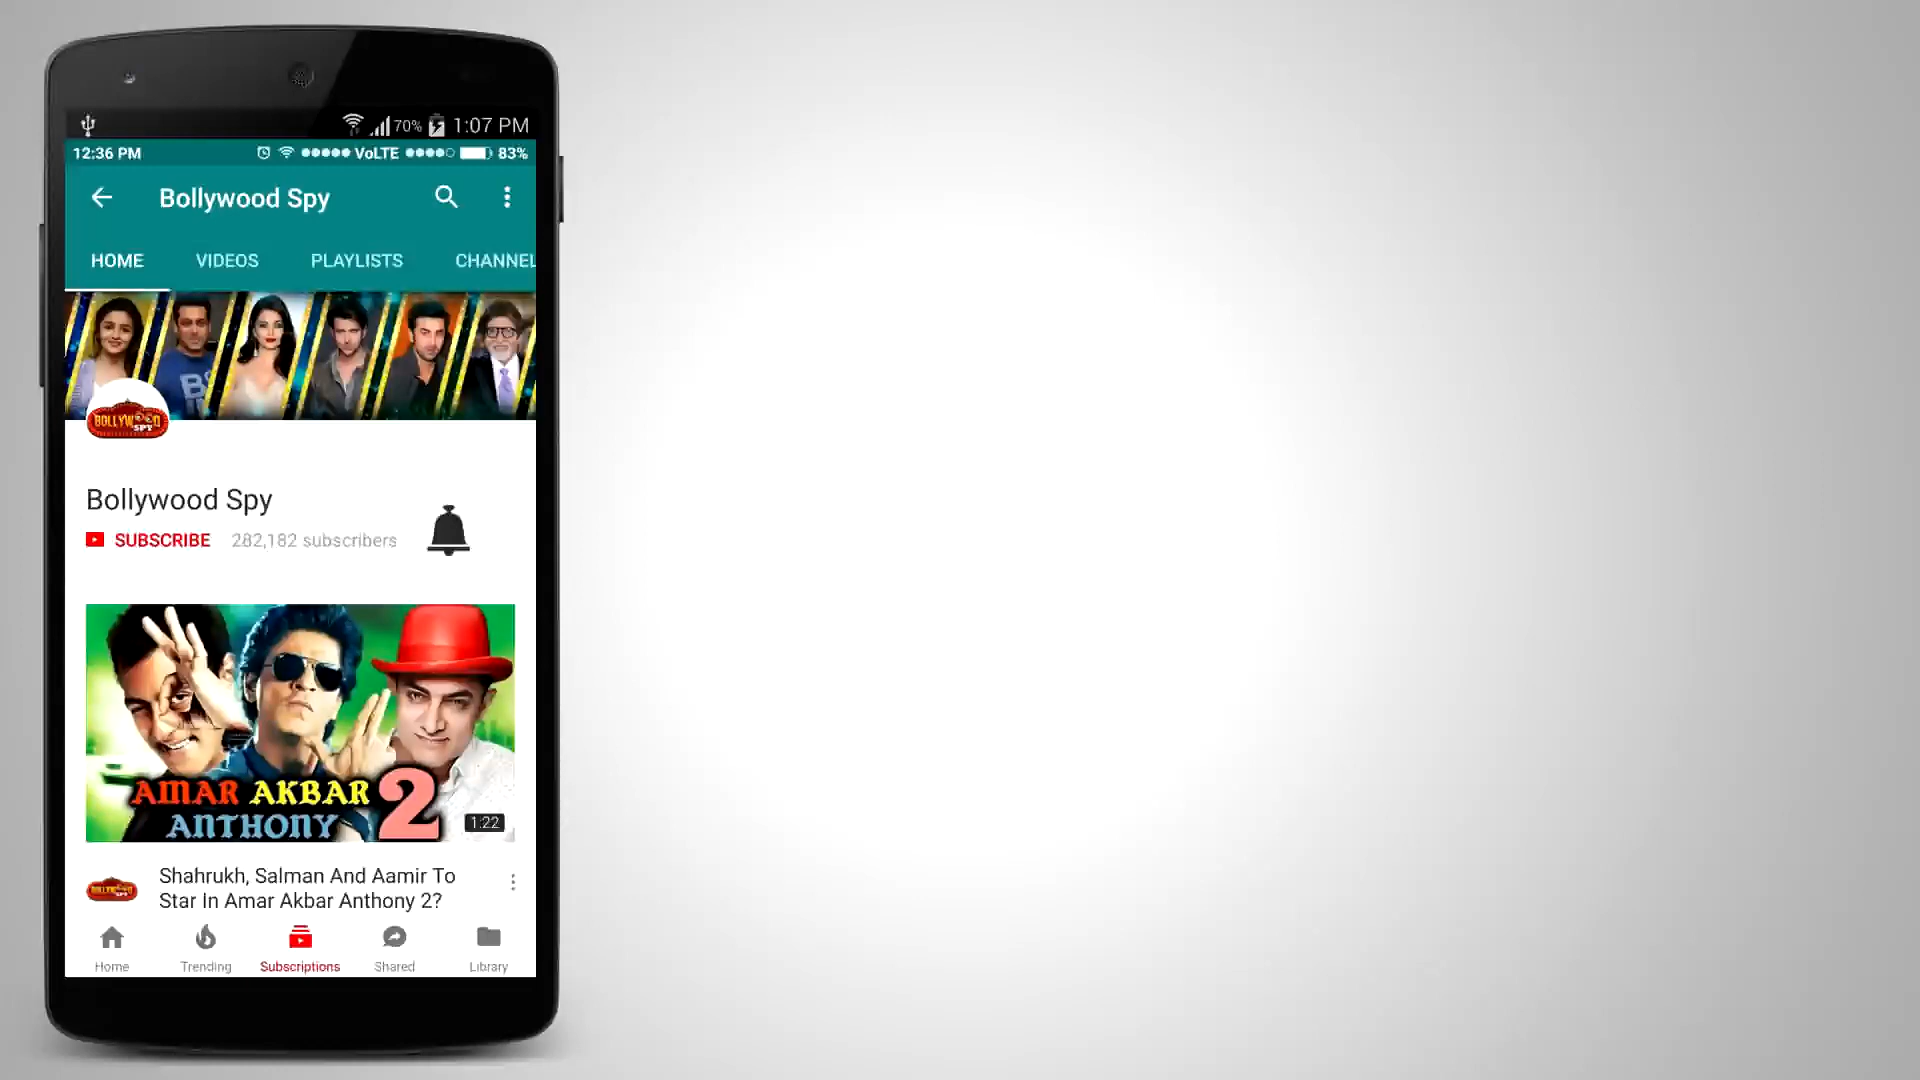 70% 1:07 PM
12:36 PM VoLTE 83%
Bollywood Spy
HOME VIDEOS PLAYLISTS CHANNEL
BOLLYWOOD
SPY
Bollywood Spy
SUBSCRIBE 282,182 subscribers
AMAR AKBAR 2
ANTHONY
1:22
Shahrukh, Salman And Aamir To
Star In Amar Akbar Anthony 2?
Home Trending Subscriptions Shared Library